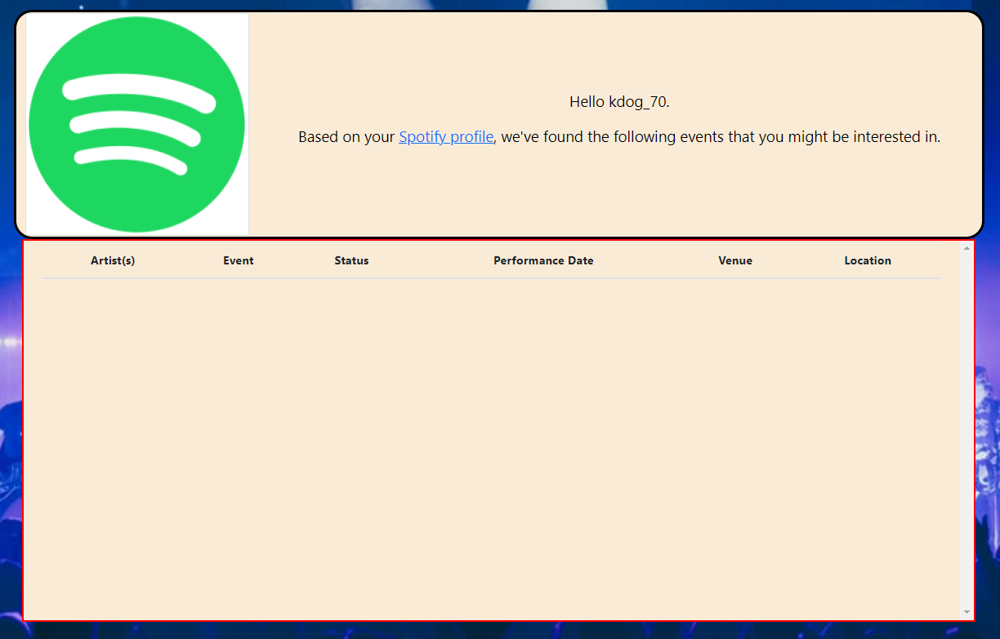 Hello kdog_70.
Based on your Spotify profile, we've found the following events that you might be interested in.
Artist(s) Event Status Performance Date Venue Location